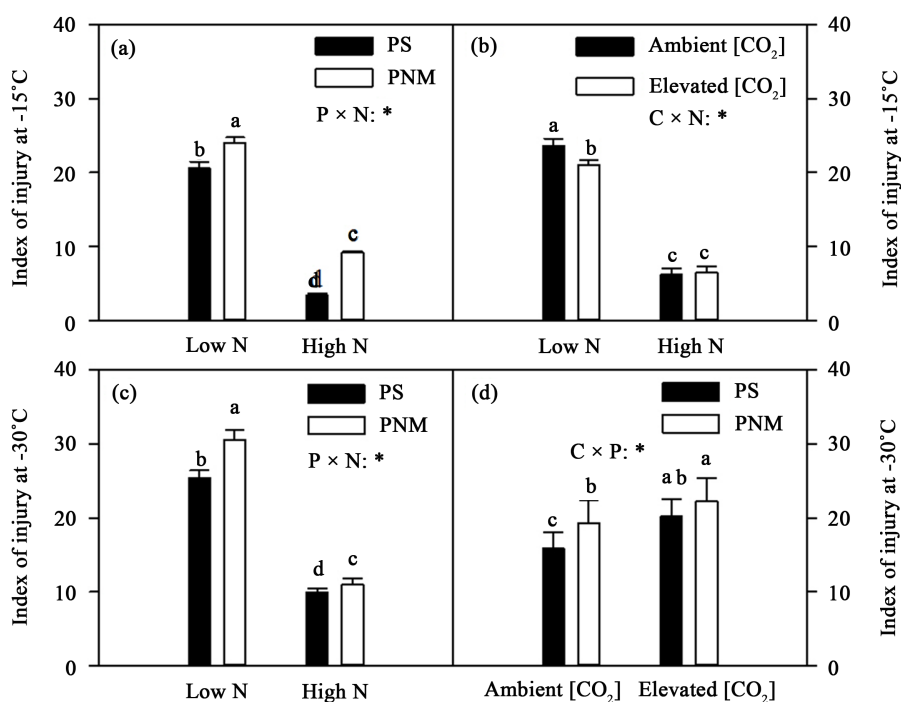 40
(a)
PS
PNM
P × N: *
30
20
10
0
Index of injury at -15°C
b
a
d
c
Low N
High N
(b)
Ambient [CO₂]
Elevated [CO₂]
C × N: *
a
b
c
c
Low N
High N
40
30
20
10
0
Index of injury at -15°C
40
30
20
10
0
Index of injury at -30°C
(c)
PS
PNM
P × N: *
b
a
d
c
Low N
High N
(d)
PS
PNM
C × P: *
c
b
a b
a
Ambient [CO₂]
Elevated [CO₂]
40
30
20
10
0
Index of injury at -30°C